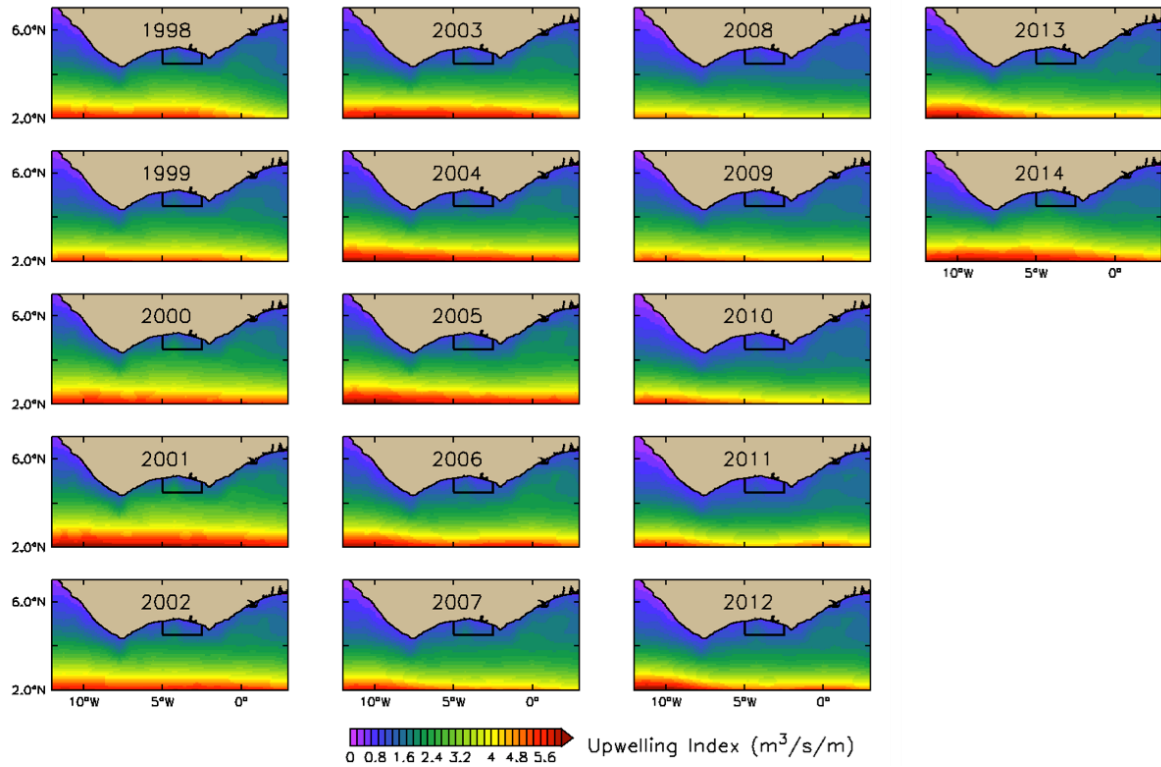 6.0°N 1998 2003 2008 2013
2.0°N
6.0°N 1999 2004 2009 2014
2.0°N
10°W 5°W 0°
6.0°N 2000 2005 2010
2.0°N
6.0°N 2001 2006 2011
2.0°N
6.0°N 2002 2007 2012
2.0°N
10°W 5°W 0° 10°W 5°W 0° 10°W 5°W 0°
Upwelling Index (m³/s/m)
0 0.8 1.6 2.4 3.2 4 4.8 5.6